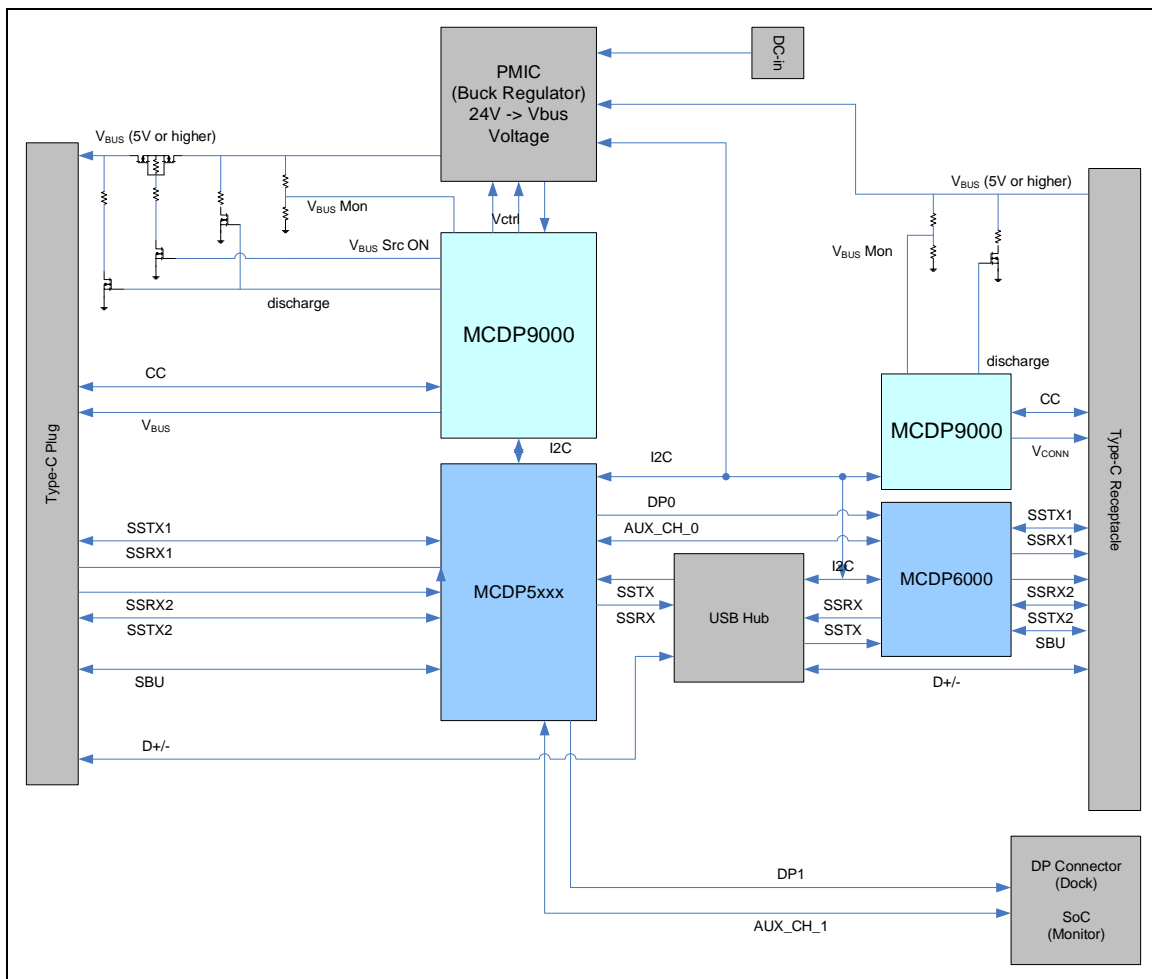 PMIC
(Buck Regulator)
24V -> Vbus
Voltage
DC-in
VBUS (5V or higher)
VBUS Mon
Vctrl
VBUS Src ON
discharge
MCDP9000
CC
VBUS
I2C
Type-C Plug
SSTX1
SSRX1
SSRX2
SSTX2
SBU
D+/-
MCDP5xxx
I2C
DP0
AUX_CH_0
SSTX
SSRX
USB Hub
I2C
SSRX
SSTX
D+/-
VBUS (5V or higher)
VBUS Mon
discharge
MCDP9000
CC
VCONN
MCDP6000
SSTX1
SSRX1
SSRX2
SSTX2
SBU
Type-C Receptacle
DP1
AUX_CH_1
DP Connector
(Dock)
SoC
(Monitor)